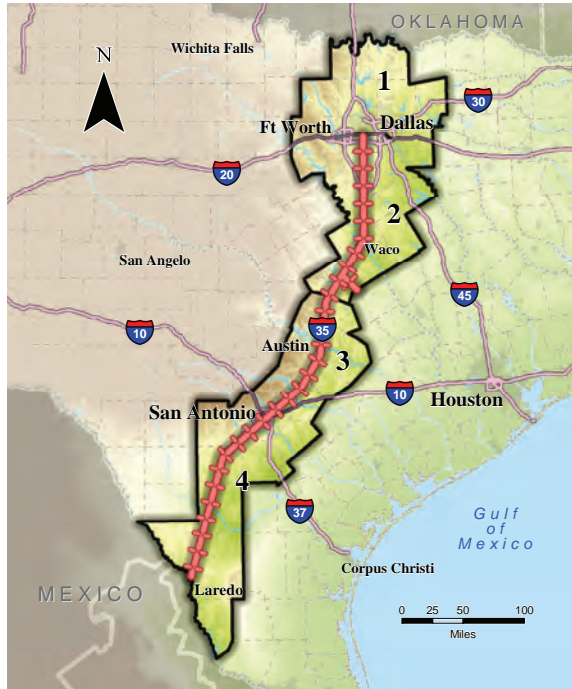 OKLAHOMA
N
Wichita Falls
1
30
Ft Worth
Dallas
20
2
Waco
San Angelo
45
10
35
Austin
3
10
Houston
San Antonio
4
37
Gulf
of
Mexico
Corpus Christi
MEXICO
Laredo
0 25 50 100
Miles